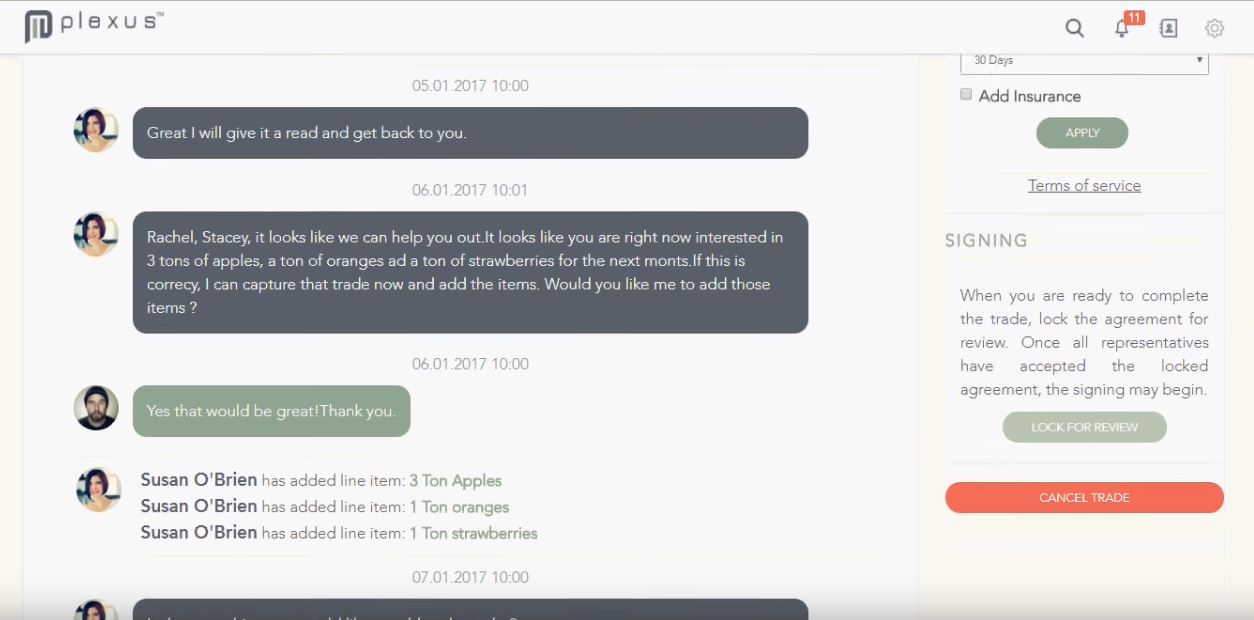 plexus™
11
30 Days
Add Insurance
APPLY
Terms of service
SIGNING
When you are ready to complete
the trade, lock the agreement for
review. Once all representatives
have accepted the locked
agreement, the signing may begin.
LOCK FOR REVIEW
CANCEL TRADE
05.01.2017 10:00
Great I will give it a read and get back to you.
06.01.2017 10:01
Rachel, Stacey, it looks like we can help you out.It looks like you are right now interested in
3 tons of apples, a ton of oranges ad a ton of strawberries for the next monts.If this is
correcy, I can capture that trade now and add the items. Would you like me to add those
items ?
06.01.2017 10:00
Yes that would be great!Thank you.
Susan O'Brien has added line item: 3 Ton Apples
Susan O'Brien has added line item: 1 Ton oranges
Susan O'Brien has added line item: 1 Ton strawberries
07.01.2017 10:00